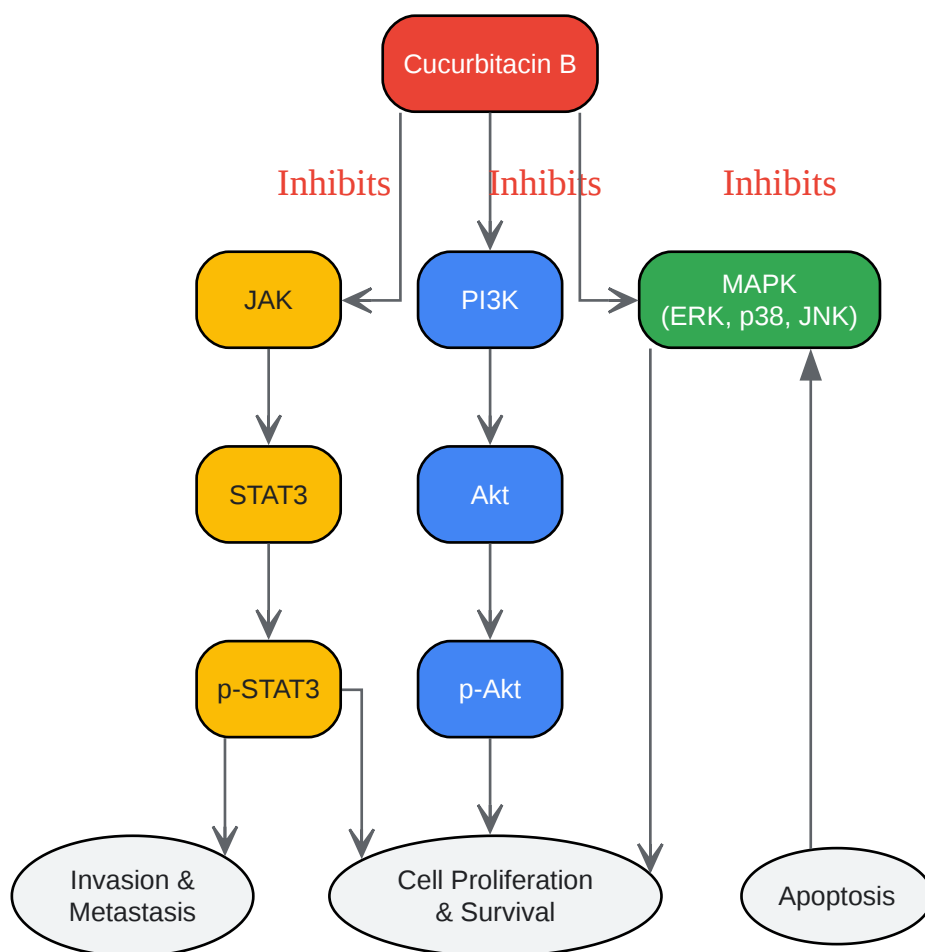 Cucurbitacin B
Inhibits
Inhibits
Inhibits
JAK
PI3K
MAPK
(ERK, p38, JNK)
STAT3
Akt
p-STAT3
p-Akt
Invasion &
Metastasis
Cell Proliferation
& Survival
Apoptosis